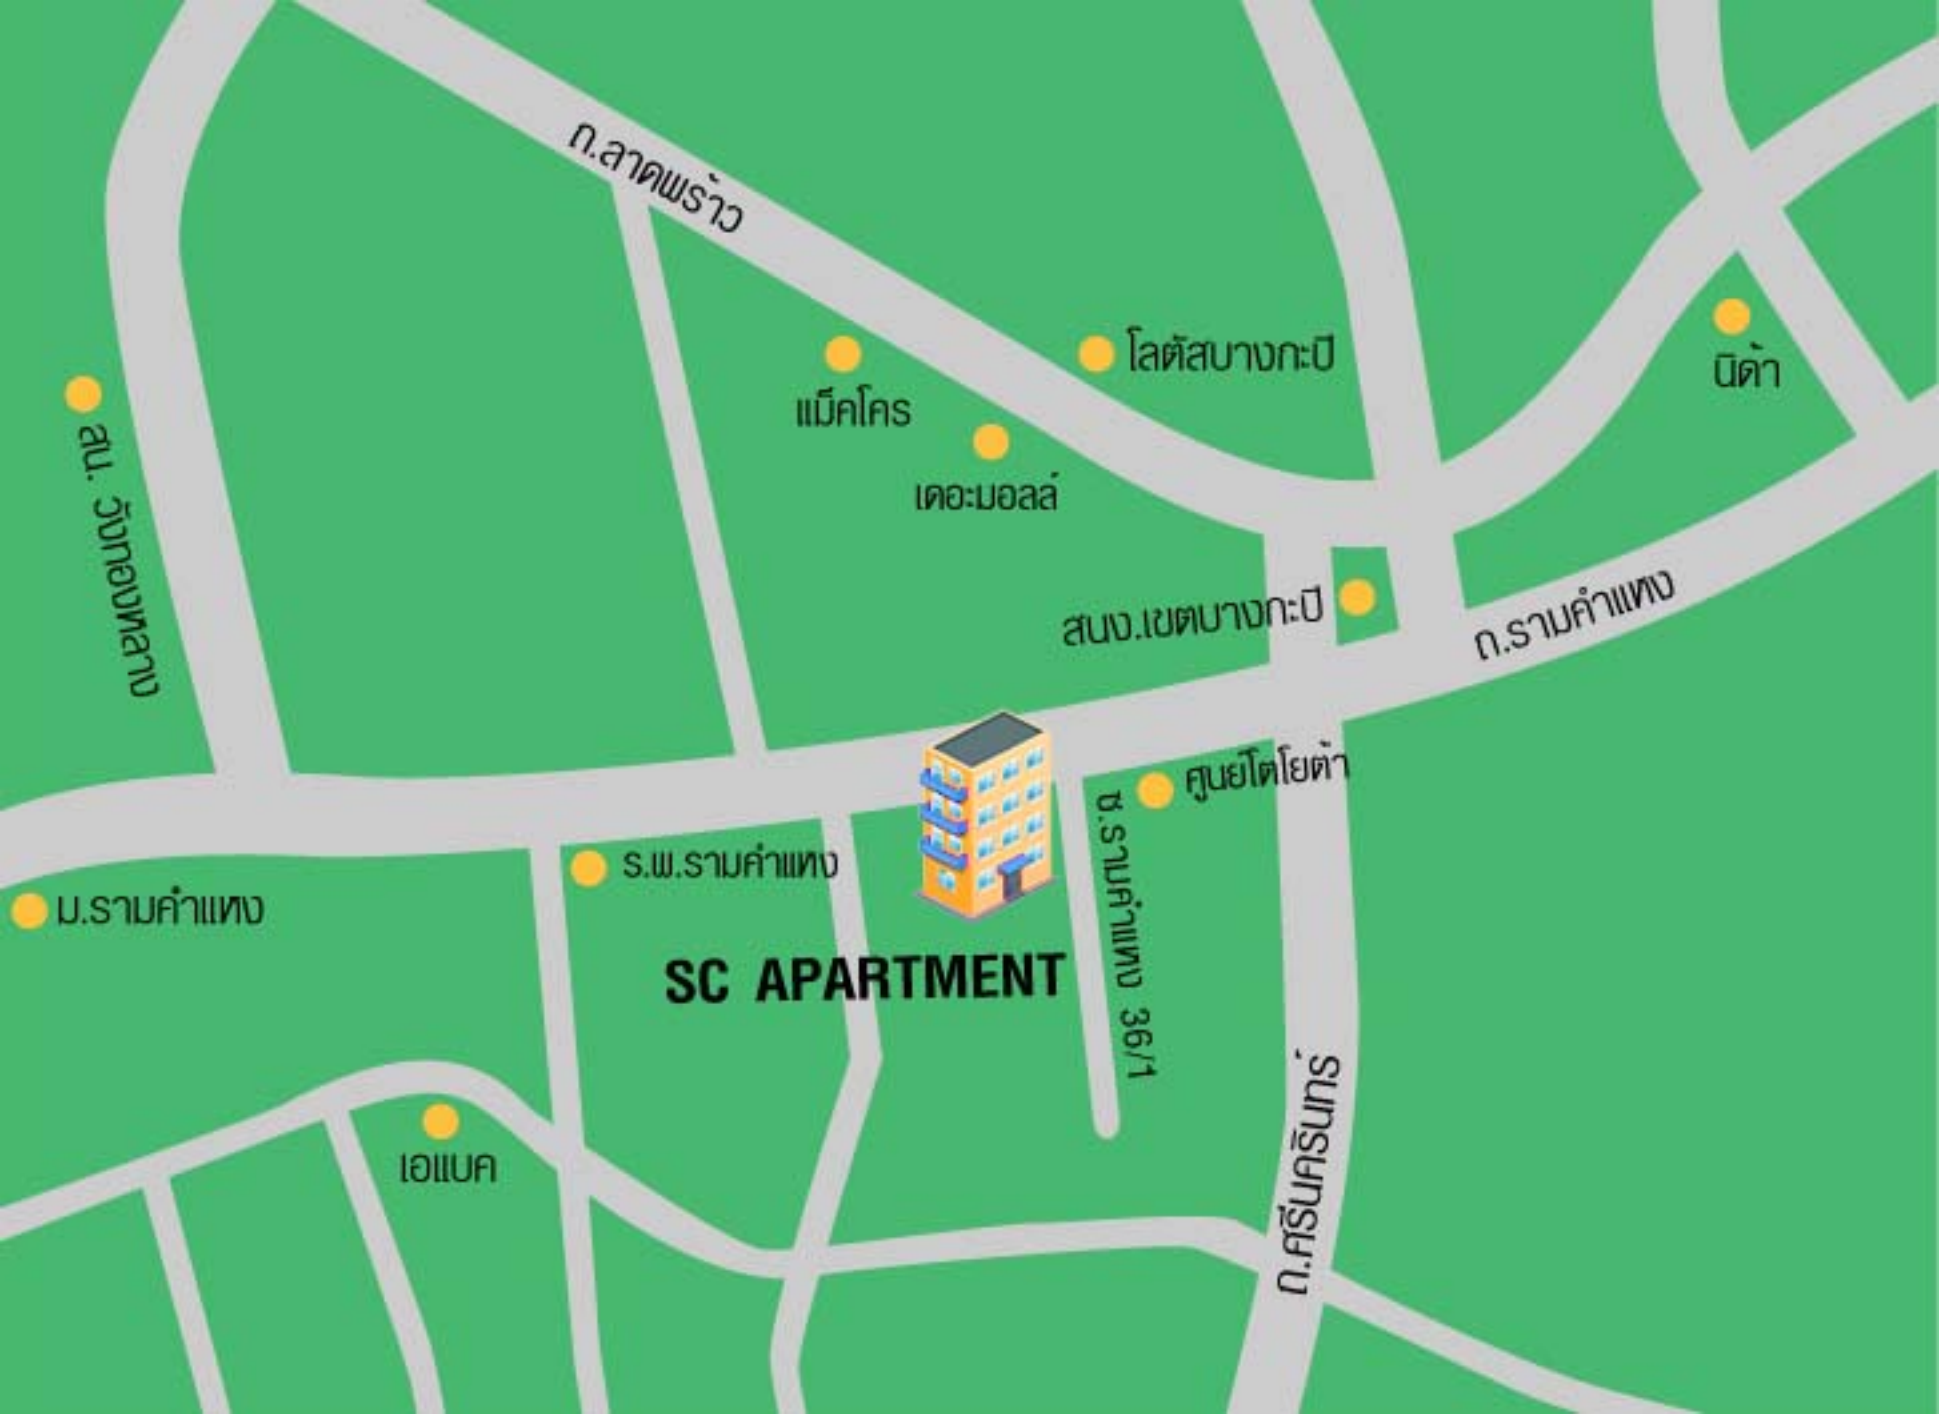 ถ.ลาดพร้าว
โลตัสบางกะปิ
นิด้า
แม็คโคร
เดอะมอลล์
สน. วังทองหลาง
สนง.เขตบางกะปิ
ถ.รามคำแหง
ศูนย์โตโยต้า
ร.พ.รามคำแหง
ม.รามคำแหง
ซ.รามคำแหง 36/1
SC APARTMENT
เอแบค
ถ.ศรีนครินทร์